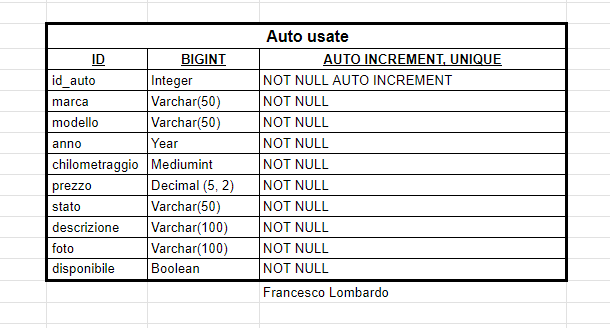 Auto usate
ID BIGINT AUTO INCREMENT, UNIQUE
id_auto Integer NOT NULL AUTO INCREMENT
marca Varchar(50) NOT NULL
modello Varchar(50) NOT NULL
anno Year NOT NULL
chilometraggio Mediumint NOT NULL
prezzo Decimal (5, 2) NOT NULL
stato Varchar(50) NOT NULL
descrizione Varchar(100) NOT NULL
foto Varchar(100) NOT NULL
disponibile Boolean NOT NULL
Francesco Lombardo